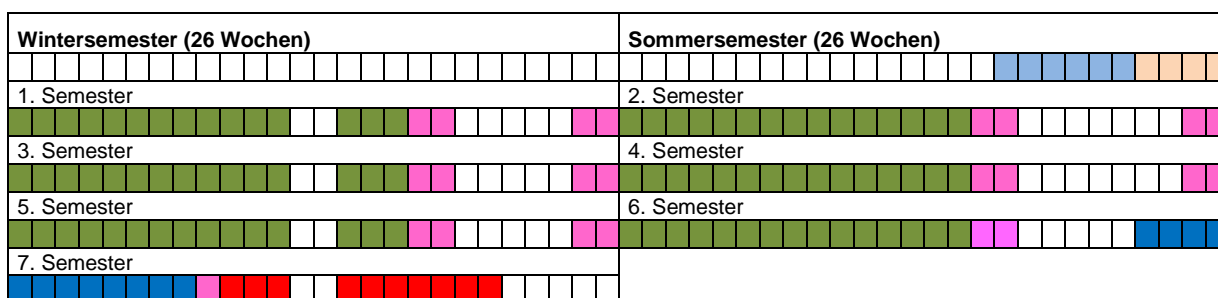 Wintersemester (26 Wochen)
Sommersemester (26 Wochen)
1. Semester
2. Semester
3. Semester
4. Semester
5. Semester
6. Semester
7. Semester